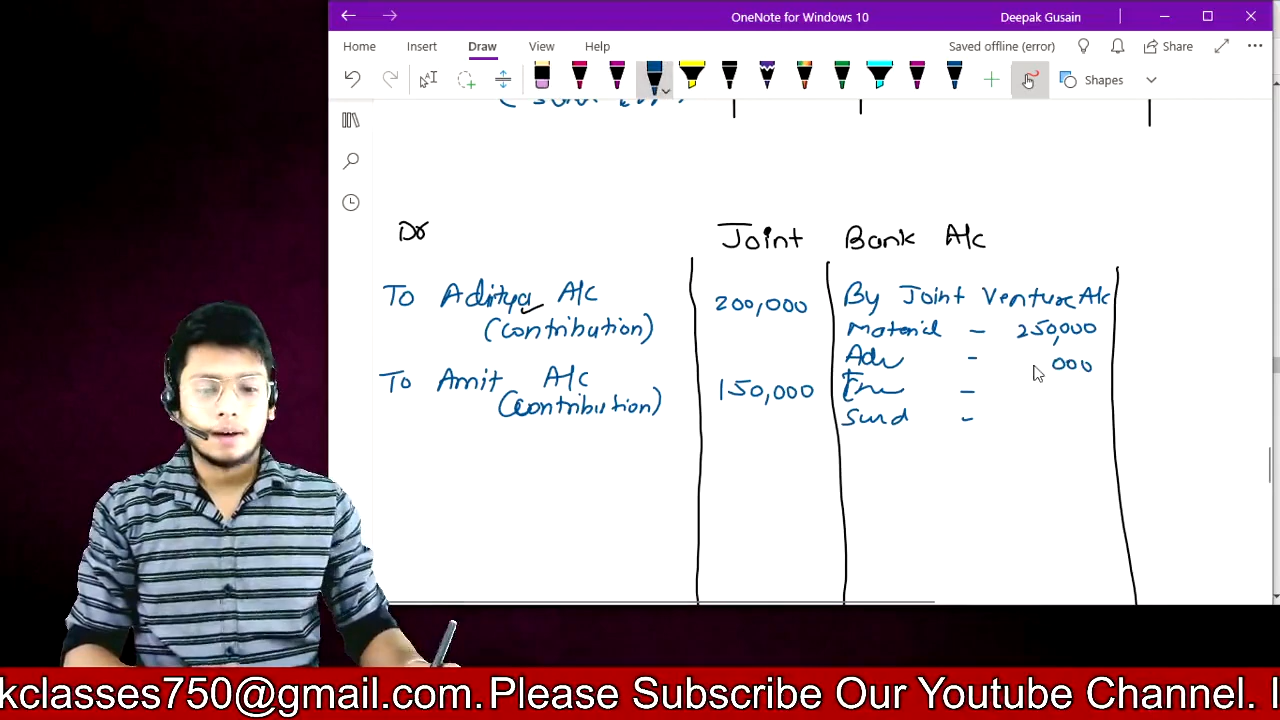 OneNote for Windows 10
Deepak Gusain
Home Insert Draw View Help
Saved offline (error)
Share
Shapes
Dr
Joint Bank A/c
To Aditya A/c
200,000
By Joint Venture A/c
(contribution)
Material - 250,000
Adv - 000
To Amit A/c
150,000
(contribution)
Sund -
kclasses750@gmail.com.Please Subscribe Our Youtube Channel.